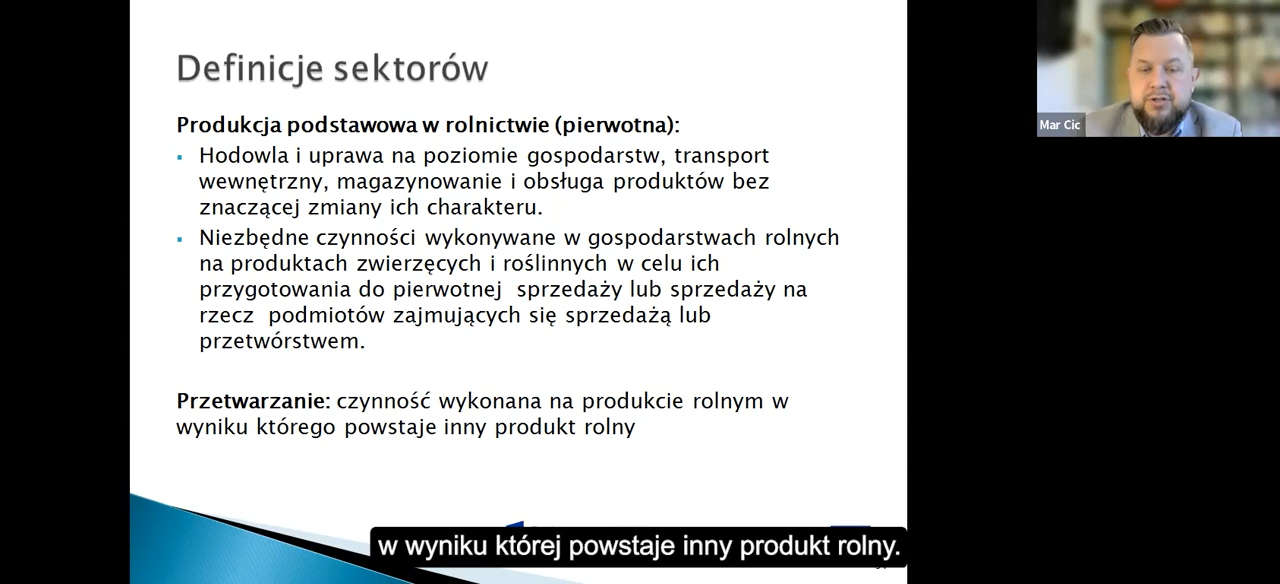 Definicje sektorów
Produkcja podstawowa w rolnictwie (pierwotna):
Hodowla i uprawa na poziomie gospodarstw, transport
wewnętrzny, magazynowanie i obsługa produktów bez
znaczącej zmiany ich charakteru.
Niezbędne czynności wykonywane w gospodarstwach rolnych
na produktach zwierzęcych i roślinnych w celu ich
przygotowania do pierwotnej sprzedaży lub sprzedaży na
rzecz podmiotów zajmujących się sprzedażą lub
przetwórstwem.
Przetwarzanie: czynność wykonana na produkcie rolnym w
wyniku którego powstaje inny produkt rolny
w wyniku której powstaje inny produkt rolny.
Mar Cic